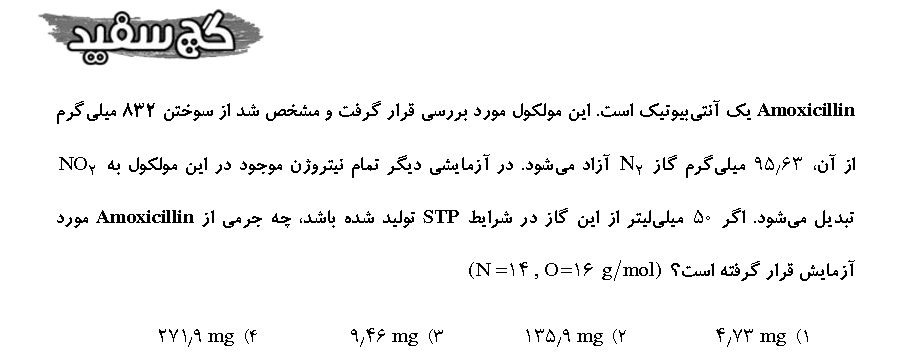 گچ سفید
Amoxicillin یک آنتی‌بیوتیک است. این مولکول مورد بررسی قرار گرفت و مشخص شد از سوختن ۸۳۲ میلی‌گرم
از آن، ۹۵٫۶۳ میلی‌گرم گاز N₂ آزاد می‌شود. در آزمایشی دیگر تمام نیتروژن موجود در این مولکول به NO₂
تبدیل می‌شود. اگر ۵۰ میلی‌لیتر از این گاز در شرایط STP تولید شده باشد، چه جرمی از Amoxicillin مورد
آزمایش قرار گرفته است؟ (N=۱۴ , O=۱۶ g/mol)
۱) ۴٫۷۳ mg ۲) ۱۳۵٫۹ mg ۳) ۹٫۴۶ mg ۴) ۲۷۱٫۹ mg